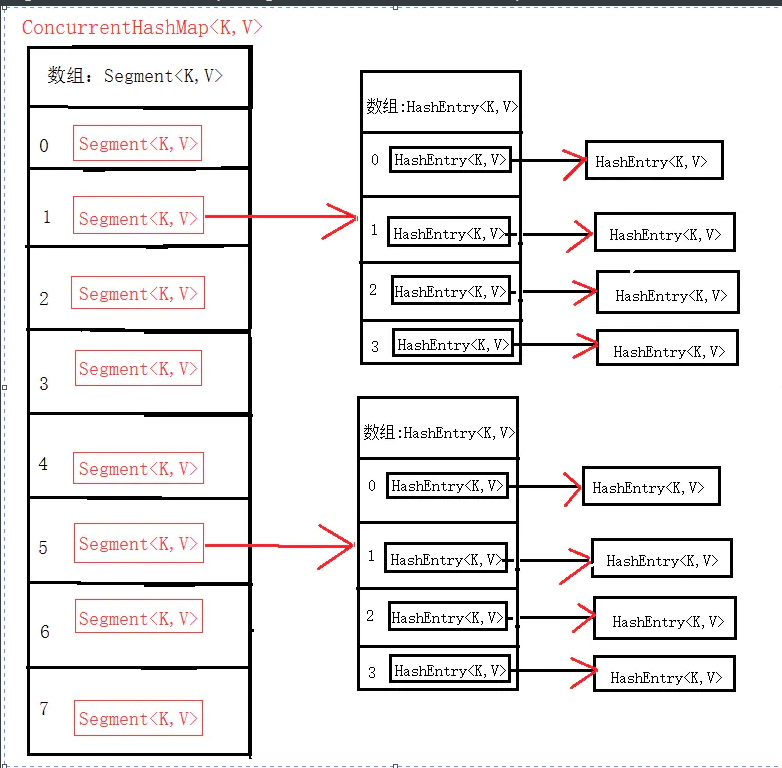 ConcurrentHashMap<K,V>
数组：Segment<K,V>
0 Segment<K,V>
1 Segment<K,V>
2 Segment<K,V>
3 Segment<K,V>
4 Segment<K,V>
5 Segment<K,V>
6 Segment<K,V>
7 Segment<K,V>
数组:HashEntry<K,V>
0 HashEntry<K,V> HashEntry<K,V>
1 HashEntry<K,V> HashEntry<K,V>
2 HashEntry<K,V> HashEntry<K,V>
3 HashEntry<K,V> HashEntry<K,V>
数组:HashEntry<K,V>
0 HashEntry<K,V> HashEntry<K,V>
1 HashEntry<K,V> HashEntry<K,V>
2 HashEntry<K,V> HashEntry<K,V>
3 HashEntry<K,V> HashEntry<K,V>